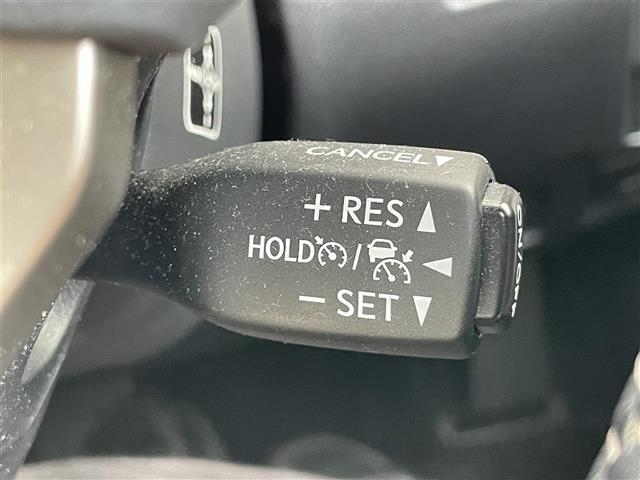 CANCEL▼
+ RES ▲
HOLD / ◀
− SET ▼